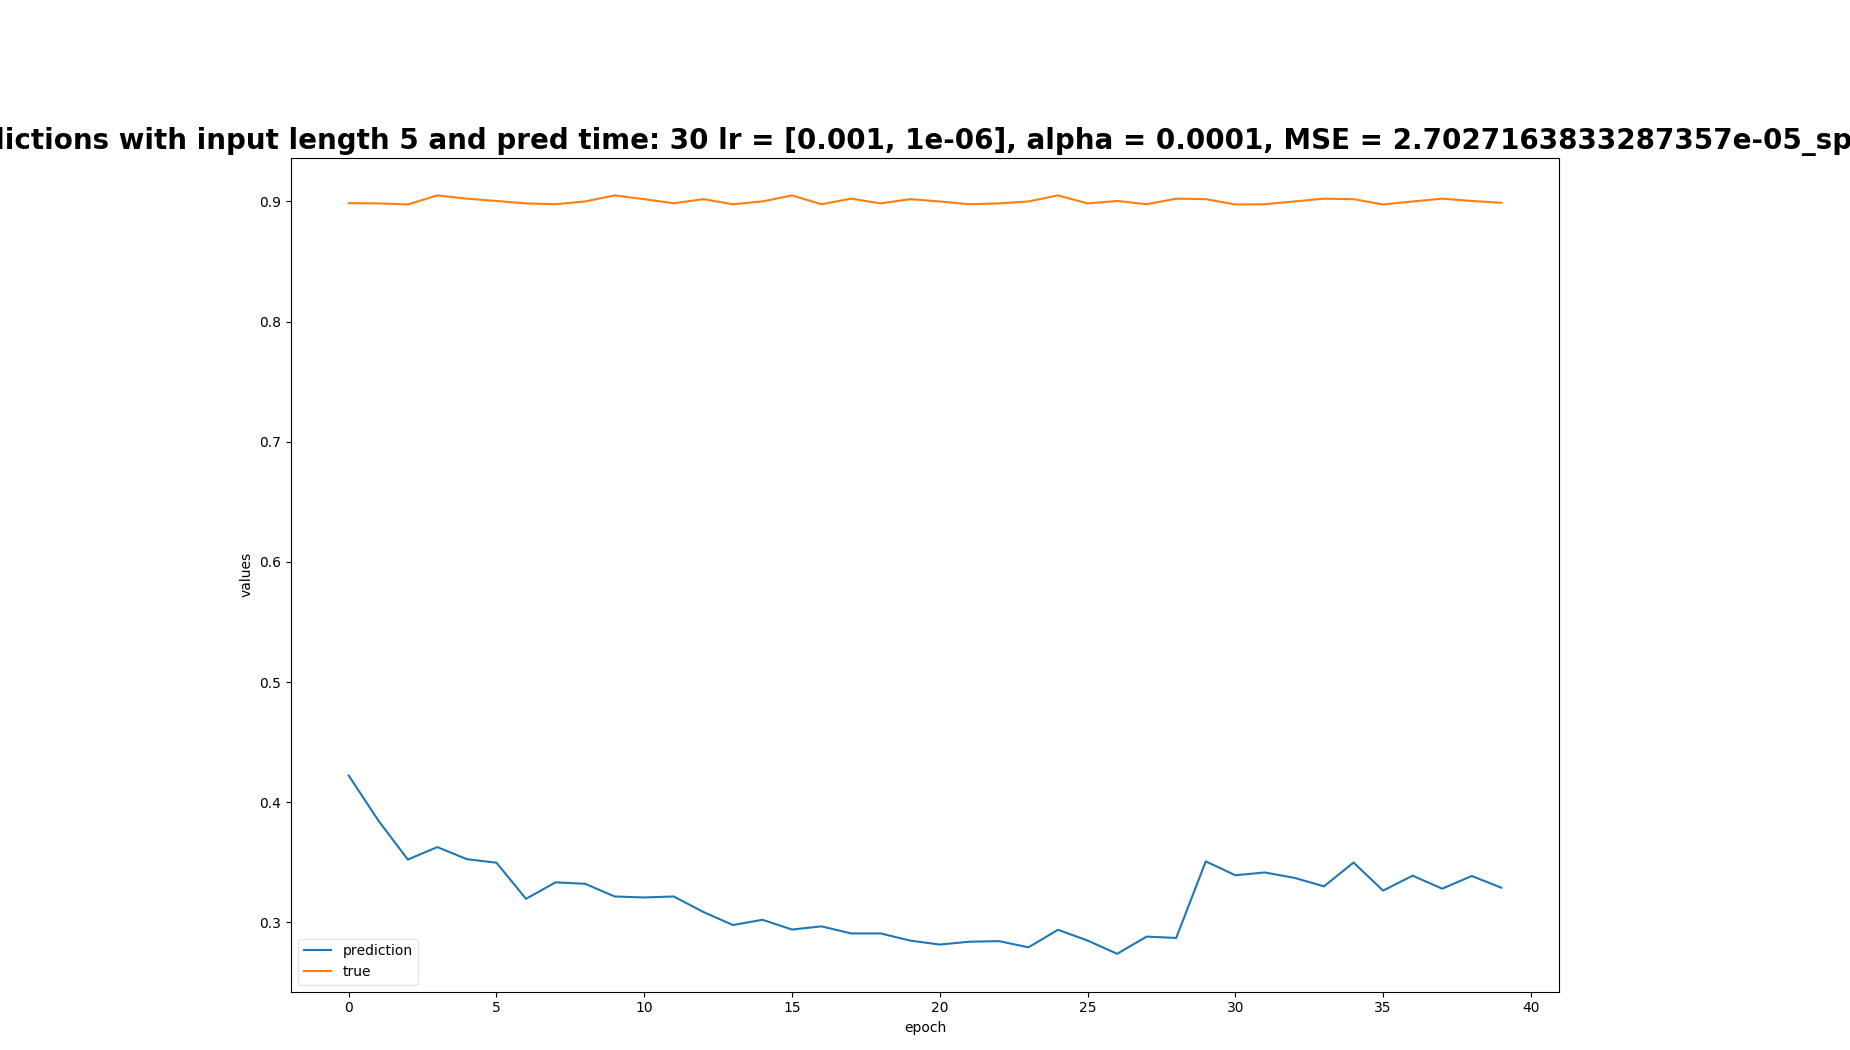 dictions with input length 5 and pred time: 30 lr = [0.001, 1e-06], alpha = 0.0001, MSE = 2.7027163833287357e-05_sp
0.9
0.8
0.7
0.6
0.5
0.4
0.3
values
prediction
true
0 5 10 15 20 25 30 35 40
epoch